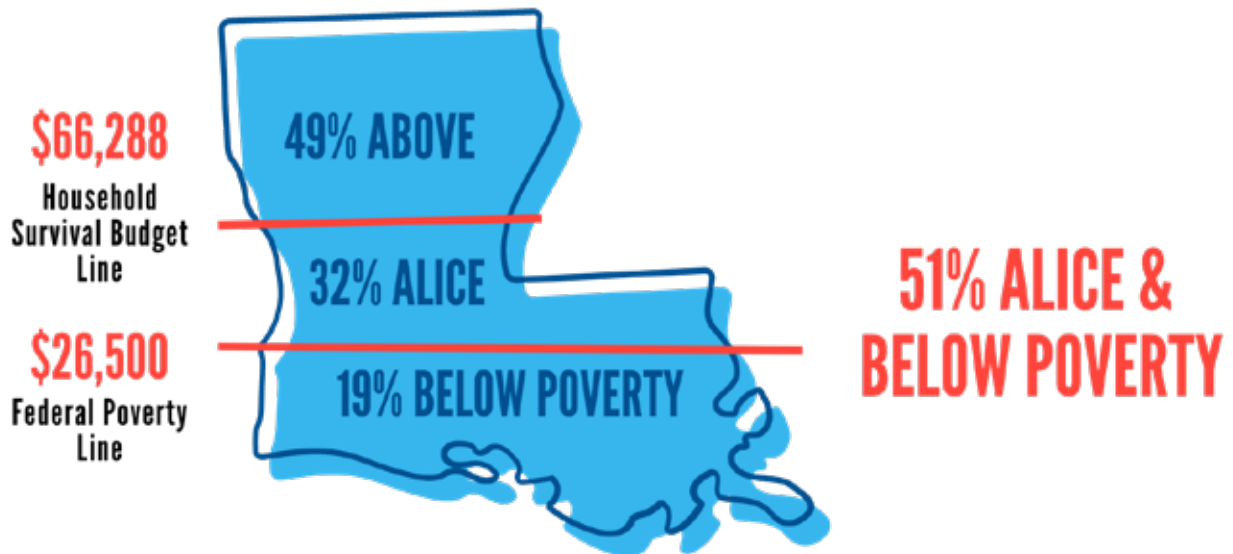 $66,288
Household
Survival Budget
Line
$26,500
Federal Poverty
Line
49% ABOVE
32% ALICE
19% BELOW POVERTY
51% ALICE &
BELOW POVERTY